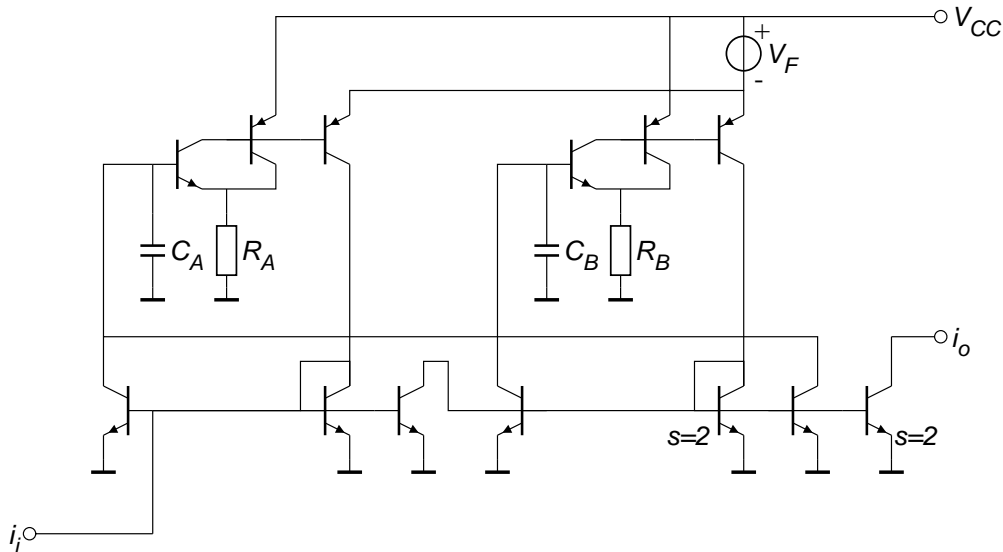 V_CC
+
V_F
-
C_A R_A C_B R_B
i_o
s=2 s=2
i_i